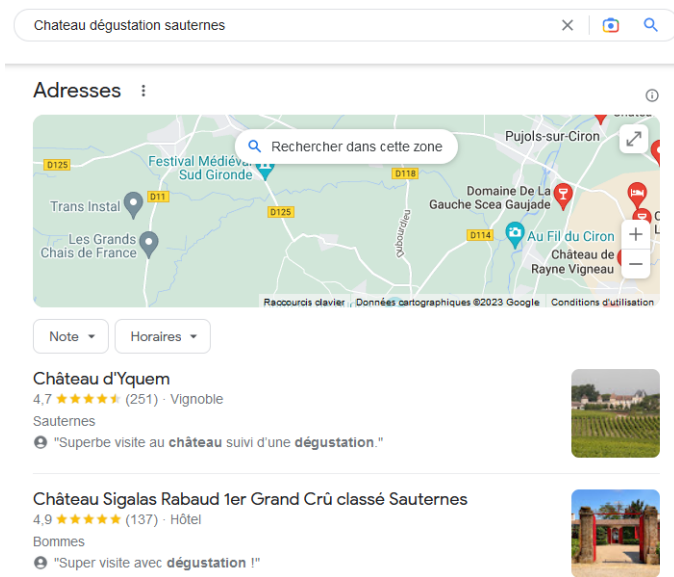 Chateau dégustation sauternes
Adresses
Rechercher dans cette zone
Pujols-sur-Ciron
D125
Festival Médiéval
Sud Gironde
D118
Trans Instal
D11
Domaine De La
Gauche Scea Gaujade
D125
Dubourdieu
Les Grands
Chais de France
D114
Au Fil du Ciron
Château de
Rayne Vigneau
Raccourcis clavier
Données cartographiques ©2023 Google
Conditions d'utilisation
Note
Horaires
Château d'Yquem
4,7 (251) · Vignoble
Sauternes
"Superbe visite au château suivi d'une dégustation."
Château Sigalas Rabaud 1er Grand Crû classé Sauternes
4,9 (137) · Hôtel
Bommes
"Super visite avec dégustation !"